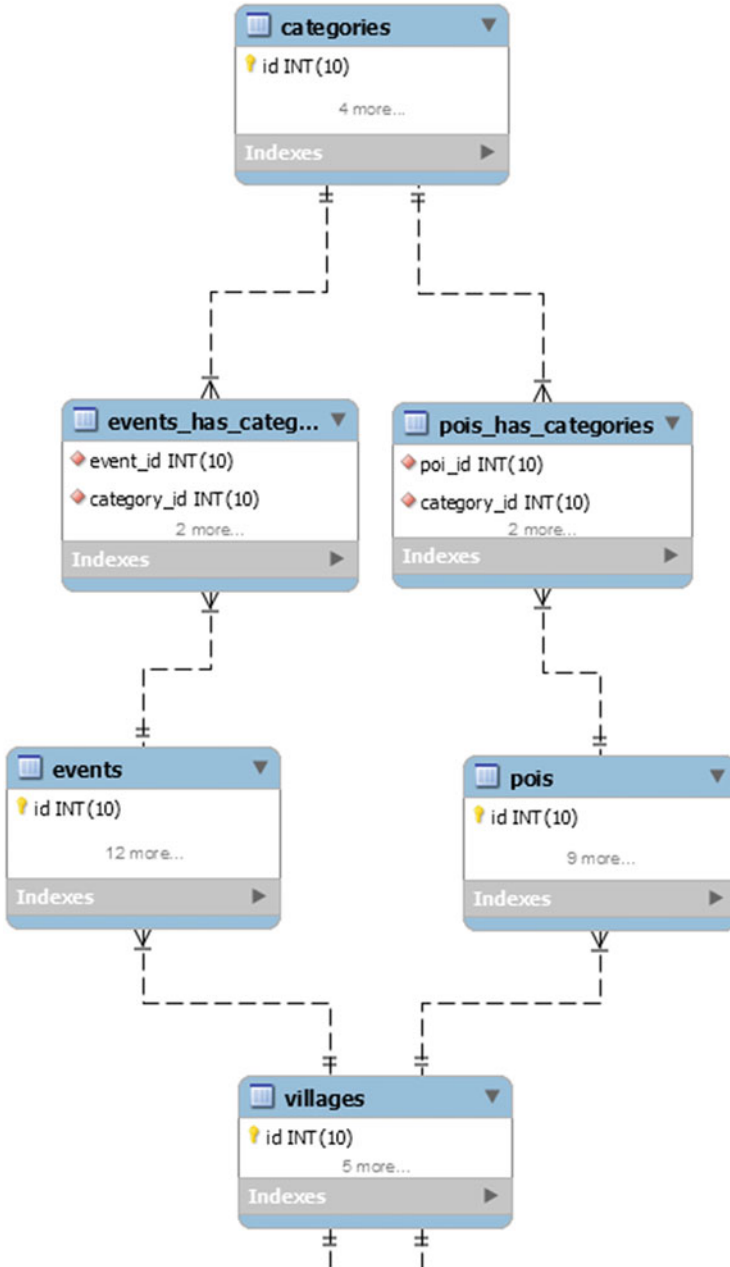 categories
id INT(10)
4 more...
Indexes
events_has_categ...
event_id INT(10)
category_id INT(10)
2 more...
Indexes
pois_has_categories
poi_id INT(10)
category_id INT(10)
2 more...
Indexes
events
id INT(10)
12 more...
Indexes
pois
id INT(10)
9 more...
Indexes
villages
id INT(10)
5 more...
Indexes